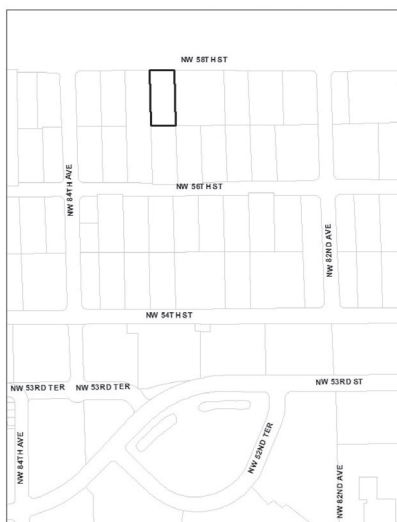 NW 58TH ST
NW 84TH AVE
NW 56TH ST
NW 82ND AVE
NW 54TH ST
NW 53RD TER
NW 53RD TER
NW 53RD ST
NW 84TH AVE
NW 52ND TER
NW 82ND AVE